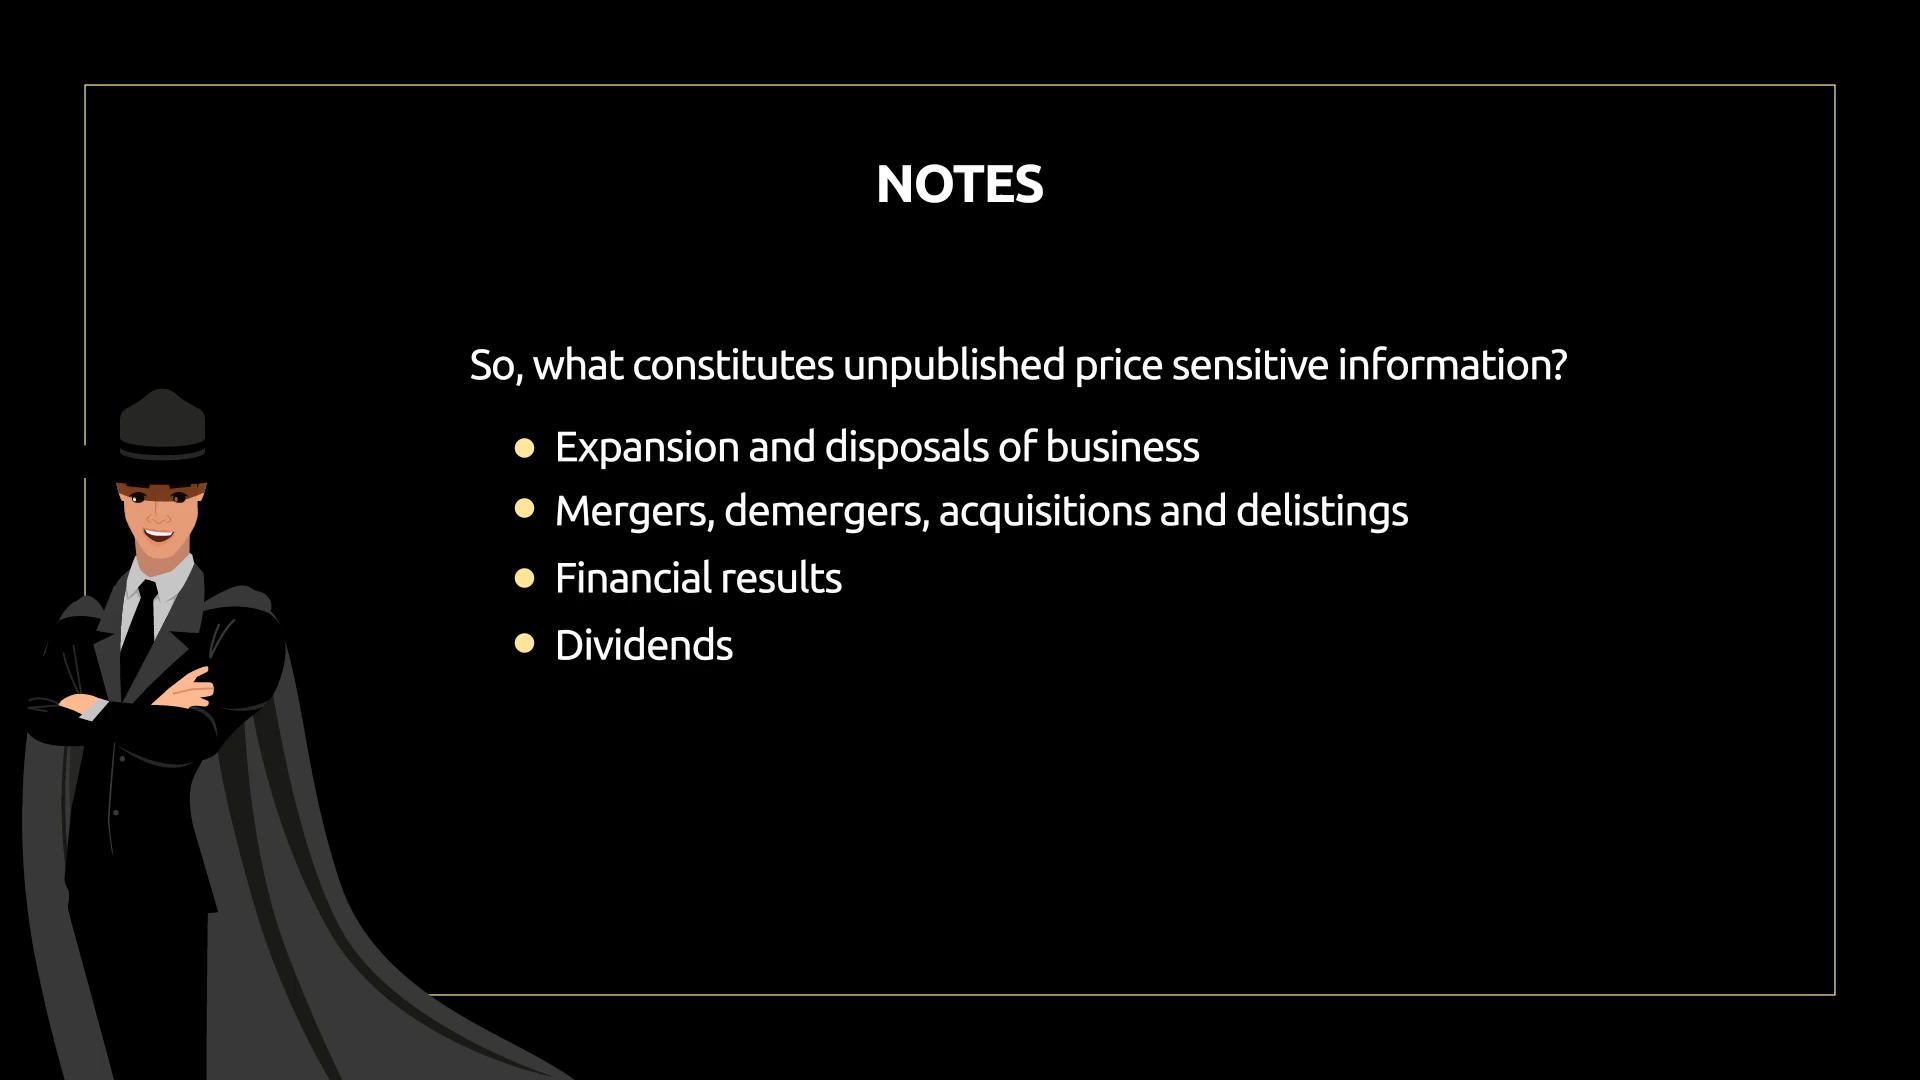 NOTES
So, what constitutes unpublished price sensitive information?
Expansion and disposals of business
Mergers, demergers, acquisitions and delistings
Financial results
Dividends